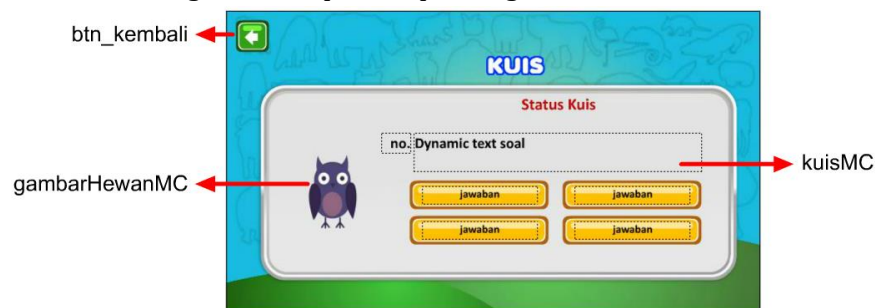 btn_kembali
KUIS
Status Kuis
no. Dynamic text soal
kuisMC
gambarHewanMC
jawaban jawaban
jawaban jawaban